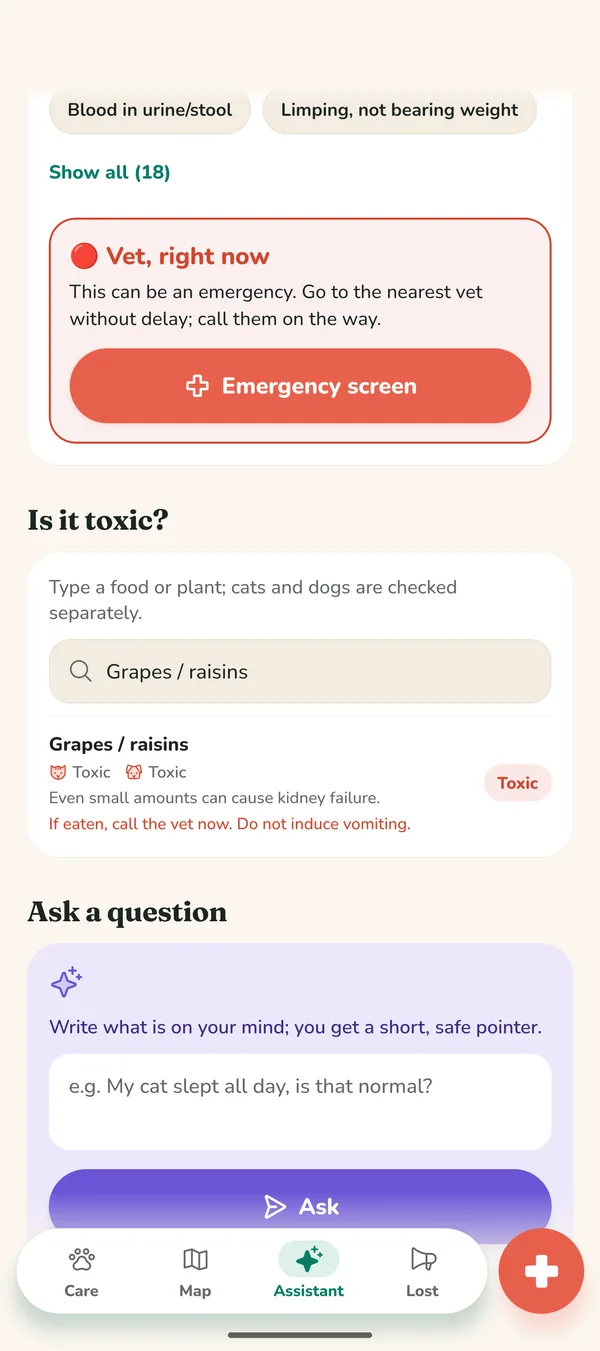 Blood in urine/stool
Limping, not bearing weight
Show all (18)
Vet, right now
This can be an emergency. Go to the nearest vet
without delay; call them on the way.
Emergency screen
Is it toxic?
Type a food or plant; cats and dogs are checked
separately.
Grapes / raisins
Grapes / raisins
Toxic Toxic
Even small amounts can cause kidney failure.
If eaten, call the vet now. Do not induce vomiting.
Toxic
Ask a question
Write what is on your mind; you get a short, safe pointer.
e.g. My cat slept all day, is that normal?
Ask
Care
Map
Assistant
Lost